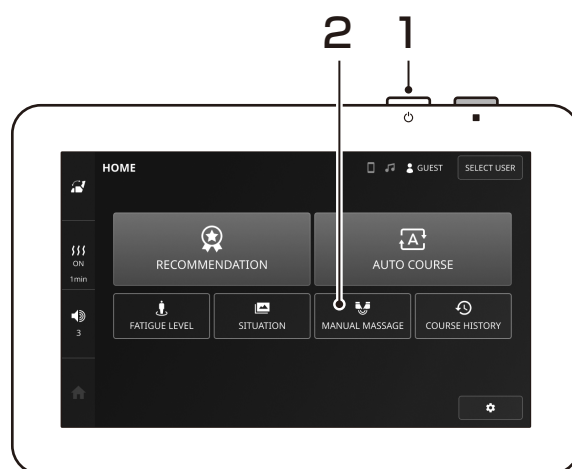 2 1
HOME
GUEST
SELECT USER
ON
1min
3
RECOMMENDATION
A
AUTO COURSE
FATIGUE LEVEL
SITUATION
MANUAL MASSAGE
COURSE HISTORY